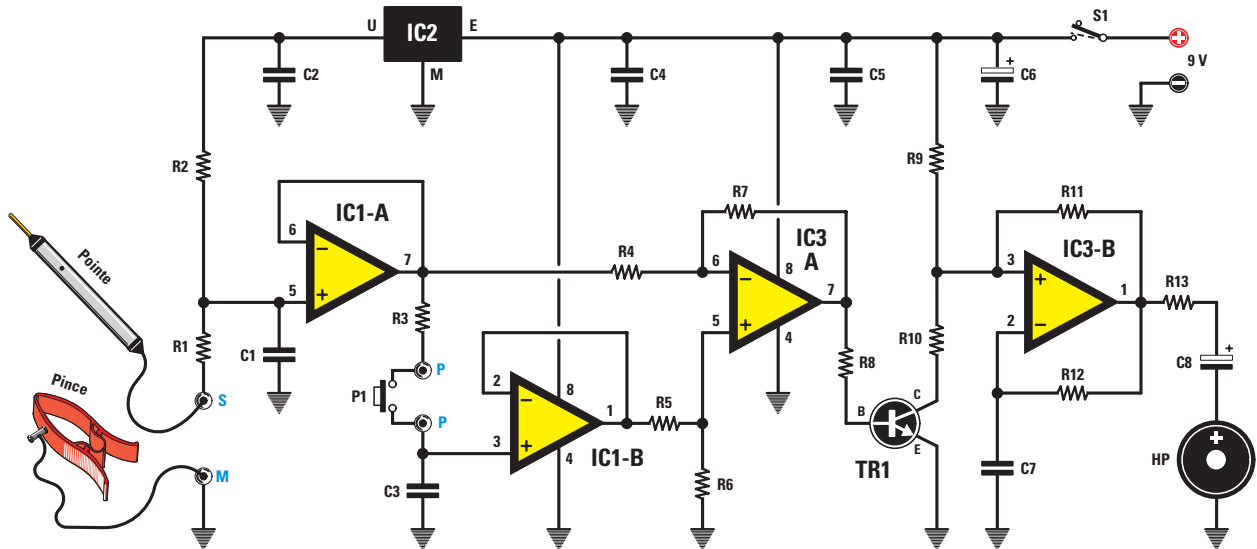 U IC2 E
M
C2
C4
C5
+
C6
S1
9 V
R2
R9
IC1-A
6
−
7
5
+
R1
C1
Pointe
Pince
S
M
R3
P
P1
P
C3
2
−
8
1
3
+
4
IC1-B
R4
R5
R6
R7
IC3
A
6
−
8
7
5
+
4
R8
R10
B
C
E
TR1
R11
IC3-B
3
+
1
2
−
R12
C7
R13
+
C8
HP
+